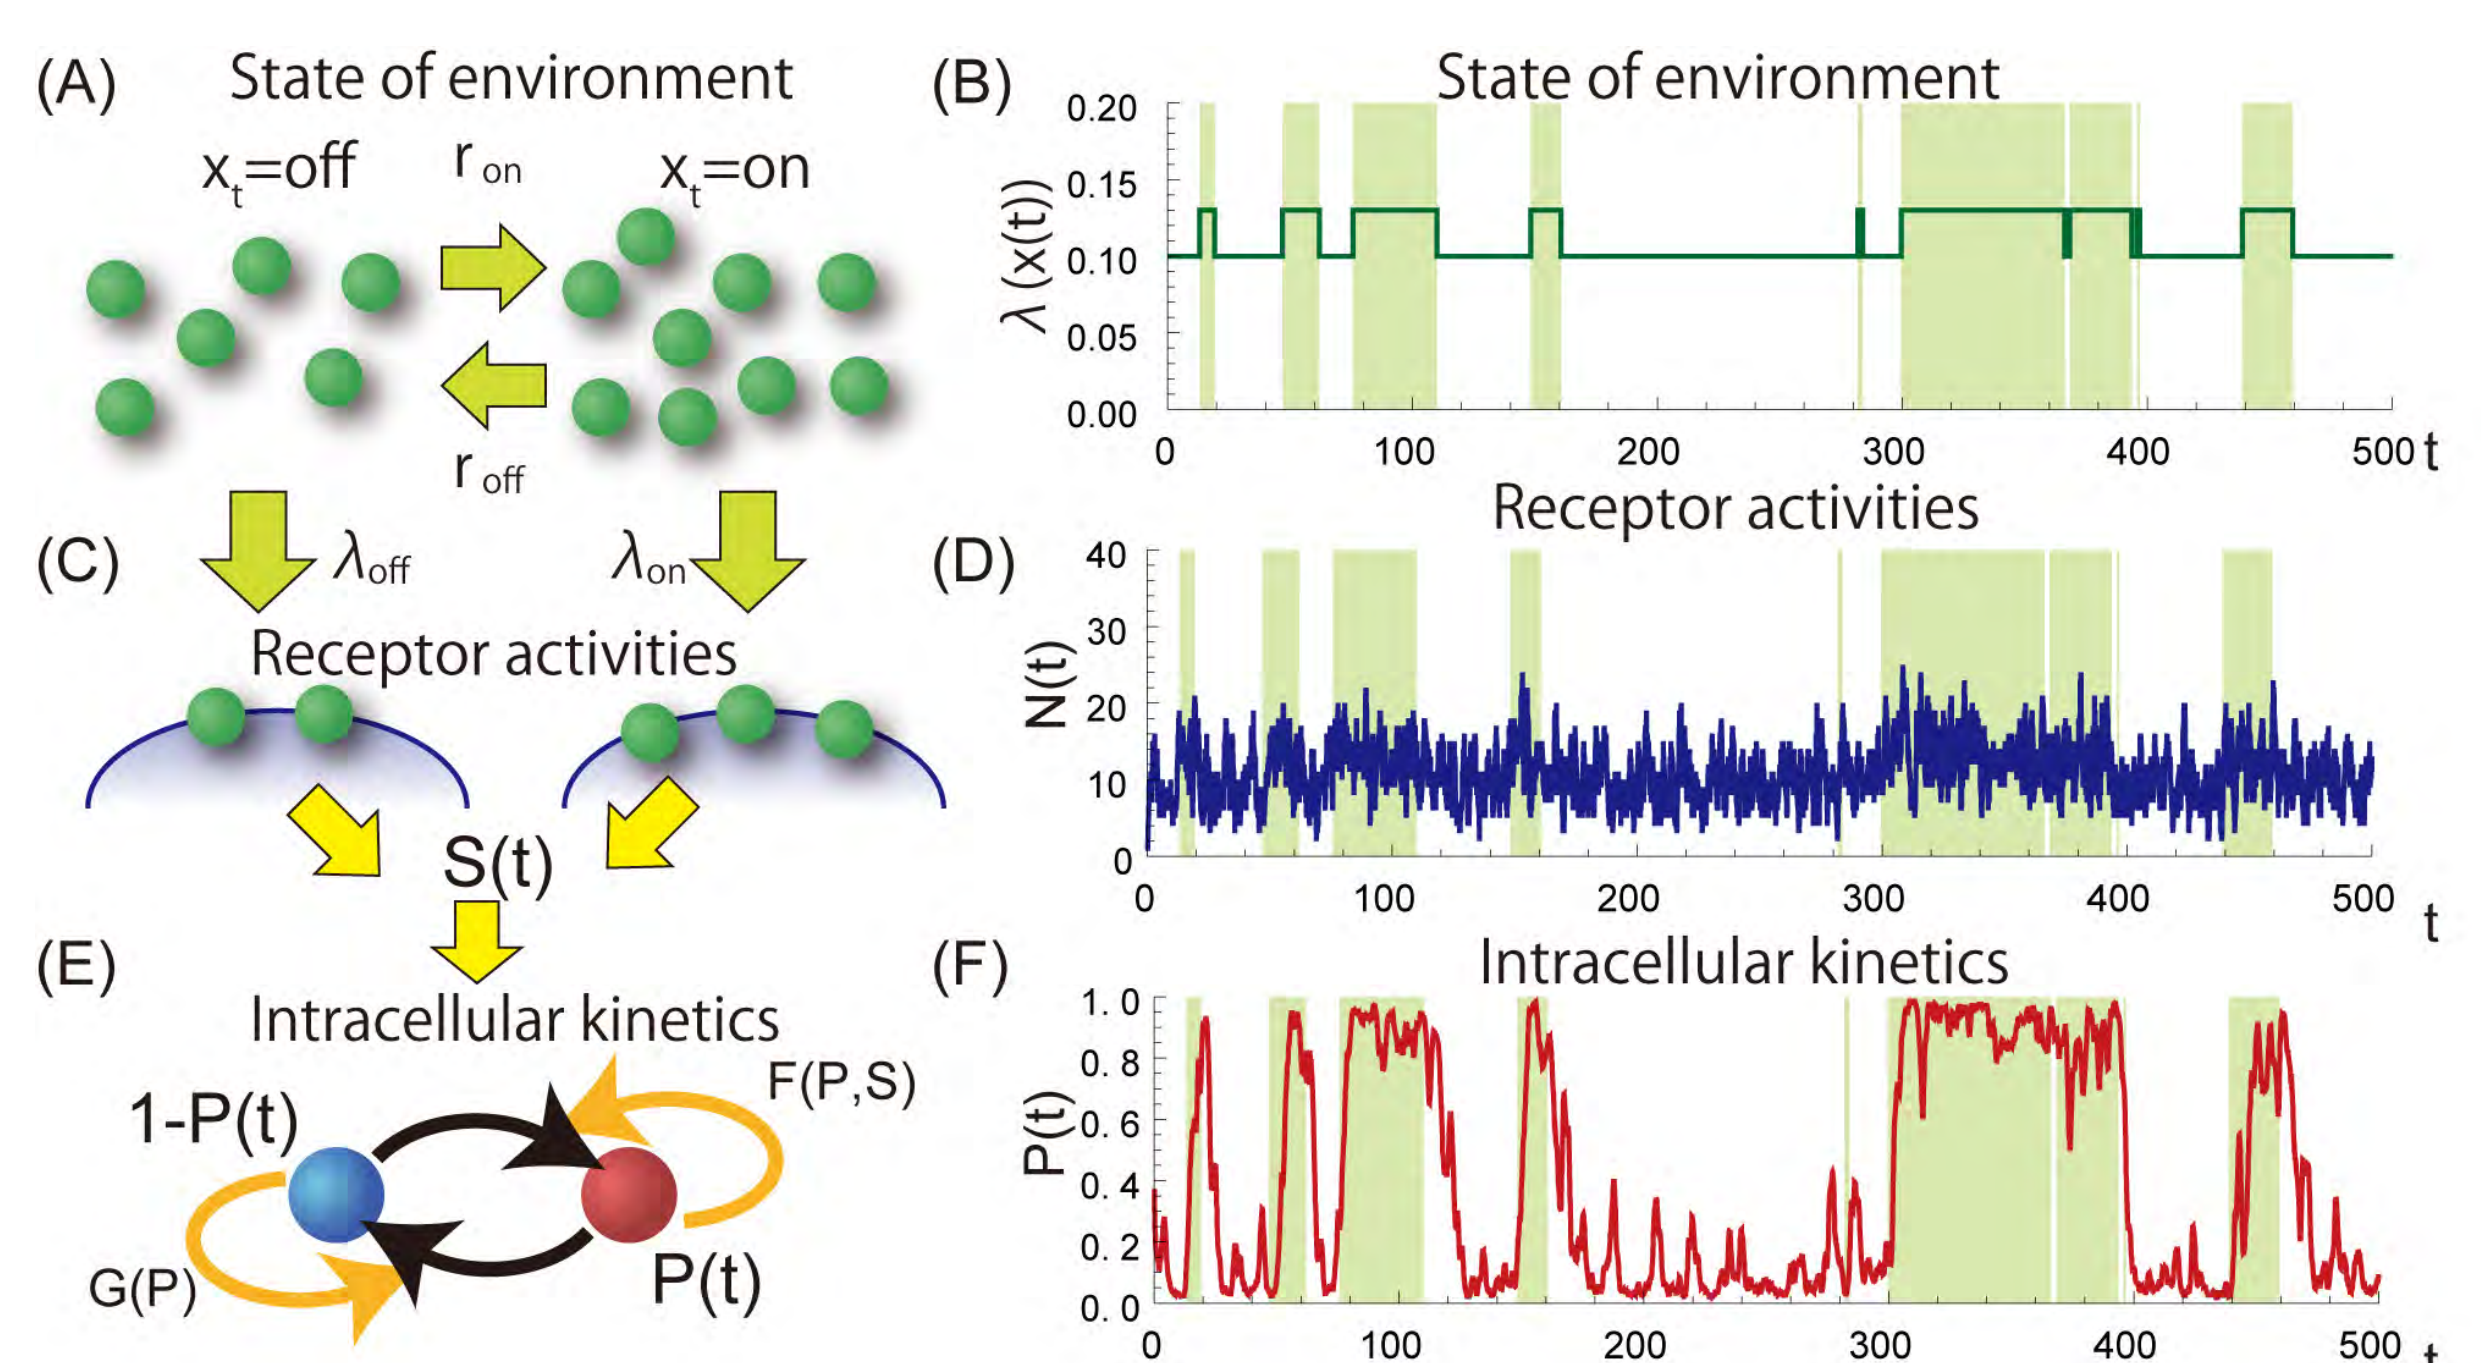 (A) State of environment
x_t=off r_on x_t=on
r_off
λ_off λ_on
(B) State of environment
λ (x(t))
0.20
0.15
0.10
0.05
0.00
0 100 200 300 400 500 t
(C)
Receptor activities
S(t)
(D) Receptor activities
N(t)
40
30
20
10
0
0 100 200 300 400 500 t
(E)
Intracellular kinetics
F(P,S)
1-P(t)
G(P)
P(t)
(F) Intracellular kinetics
P(t)
1. 0
0. 8
0. 6
0. 4
0. 2
0. 0
0 100 200 300 400 500 t